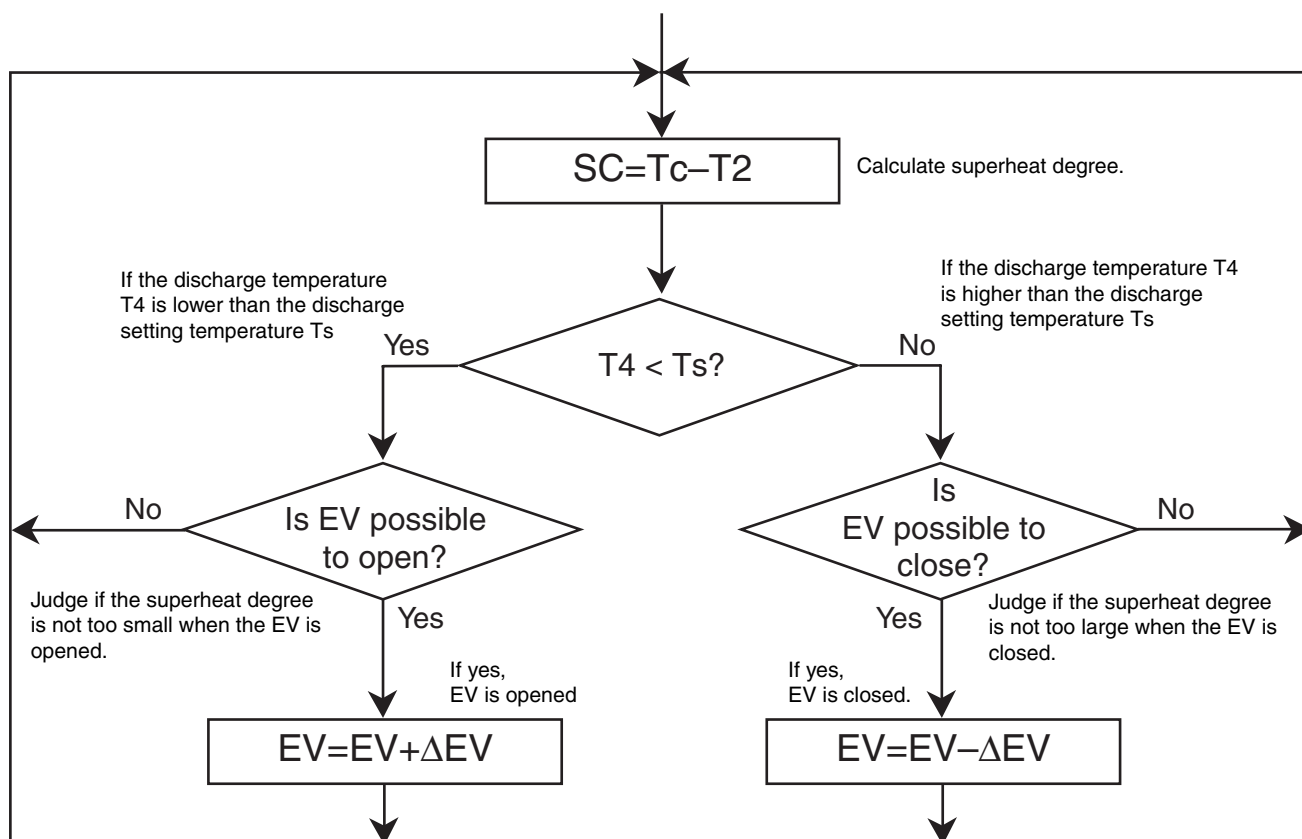 SC=Tc–T2
Calculate superheat degree.
If the discharge temperature
T4 is lower than the discharge
setting temperature Ts
If the discharge temperature T4
is higher than the discharge
setting temperature Ts
Yes
T4 < Ts?
No
No
Is EV possible
to open?
Is
EV possible to
close?
No
Judge if the superheat degree
is not too small when the EV is
opened.
Yes
Yes
Judge if the superheat degree
is not too large when the EV is
closed.
If yes,
EV is opened
If yes,
EV is closed.
EV=EV+ΔEV
EV=EV–ΔEV